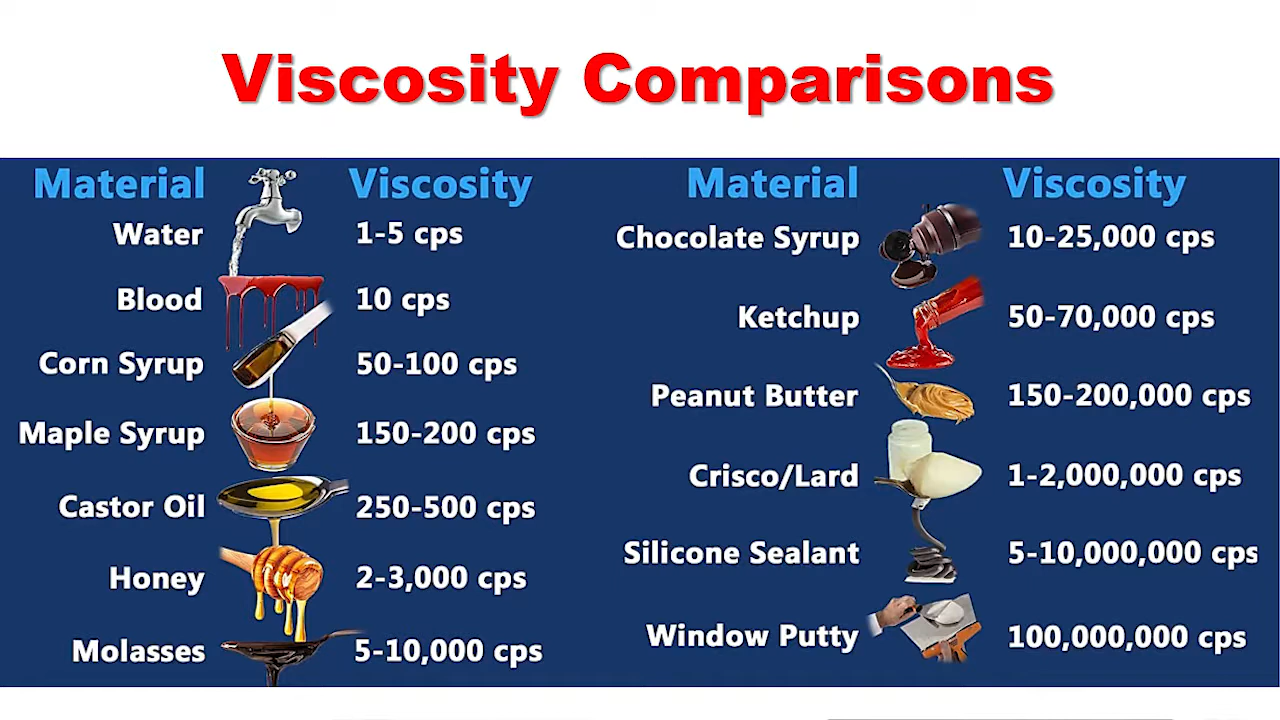 Viscosity Comparisons
Material Viscosity
Water 1-5 cps
Blood 10 cps
Corn Syrup 50-100 cps
Maple Syrup 150-200 cps
Castor Oil 250-500 cps
Honey 2-3,000 cps
Molasses 5-10,000 cps
Material Viscosity
Chocolate Syrup 10-25,000 cps
Ketchup 50-70,000 cps
Peanut Butter 150-200,000 cps
Crisco/Lard 1-2,000,000 cps
Silicone Sealant 5-10,000,000 cps
Window Putty 100,000,000 cps